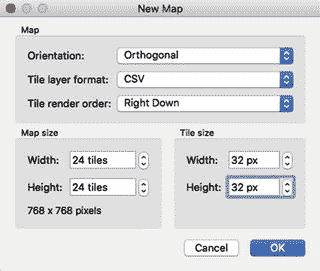 New Map
Map
Orientation: Orthogonal
Tile layer format: CSV
Tile render order: Right Down
Map size
Width: 24 tiles
Height: 24 tiles
768 x 768 pixels
Tile size
Width: 32 px
Height: 32 px
Cancel OK